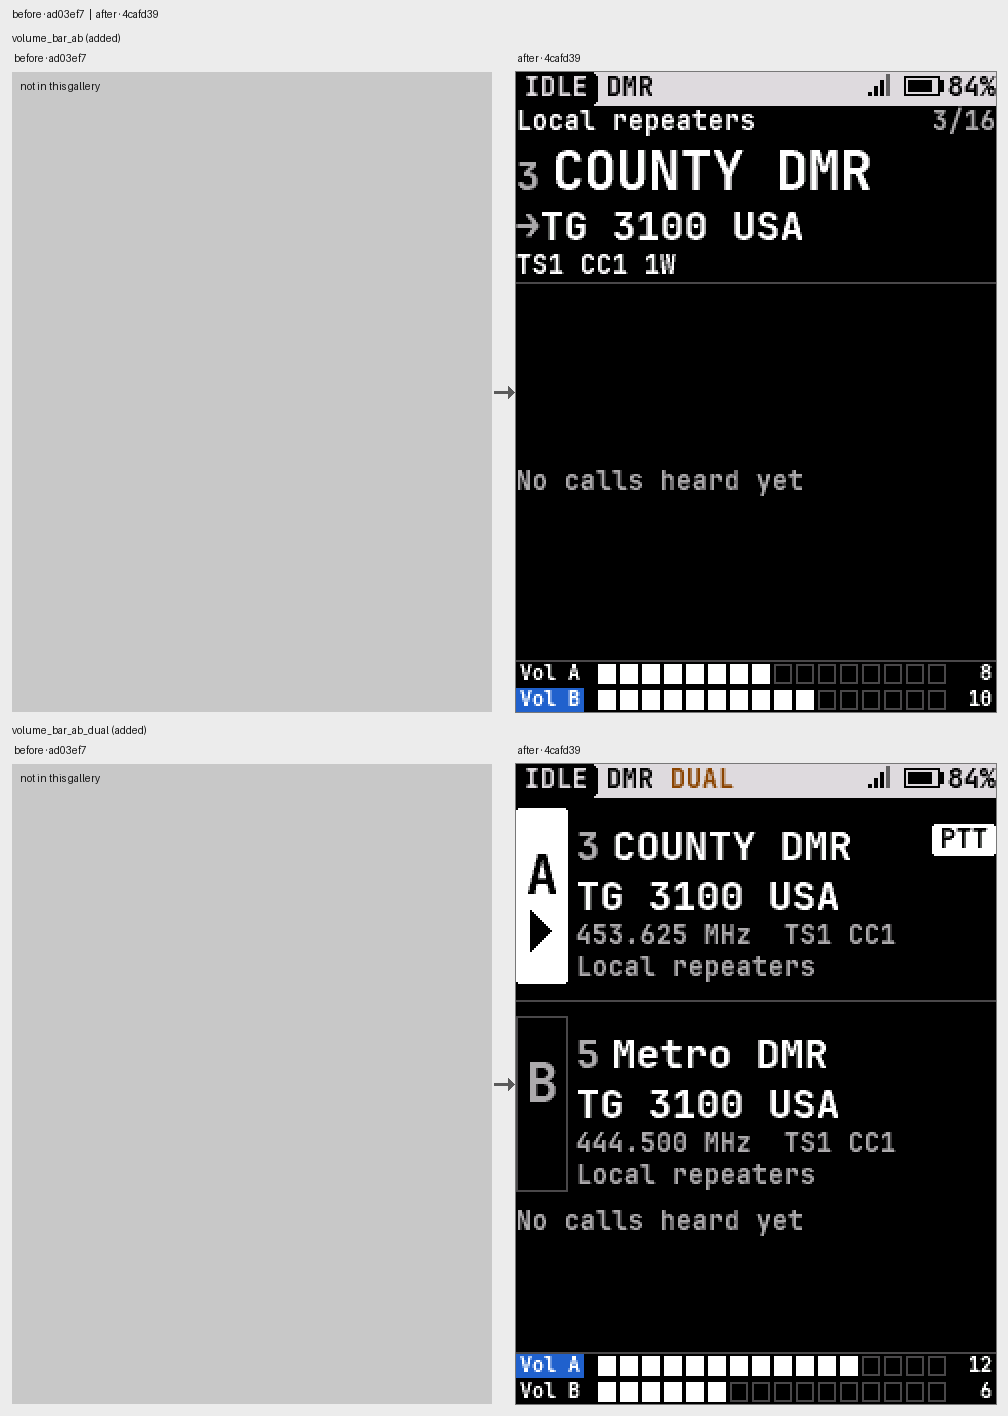 before · ad03ef7 | after · 4cafd39
volume_bar_ab (added)
before · ad03ef7
after · 4cafd39
not in this gallery
IDLE DMR 84%
Local repeaters 3/16
3 COUNTY DMR
→TG 3100 USA
TS1 CC1 1W
No calls heard yet
Vol A 8
Vol B 10
volume_bar_ab_dual (added)
before · ad03ef7
after · 4cafd39
not in this gallery
IDLE DMR DUAL 84%
A
3 COUNTY DMR PTT
TG 3100 USA
453.625 MHz TS1 CC1
Local repeaters
B
5 Metro DMR
TG 3100 USA
444.500 MHz TS1 CC1
Local repeaters
No calls heard yet
Vol A 12
Vol B 6